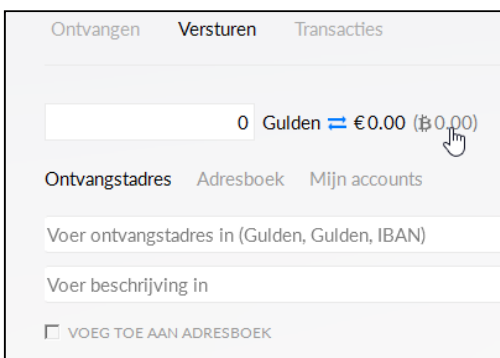 Ontvangen Versturen Transacties
0 Gulden ⇄ €0.00 (₿0.00)
Ontvangstadres Adresboek Mijn accounts
Voer ontvangstadres in (Gulden, Gulden, IBAN)
Voer beschrijving in
VOEG TOE AAN ADRESBOEK